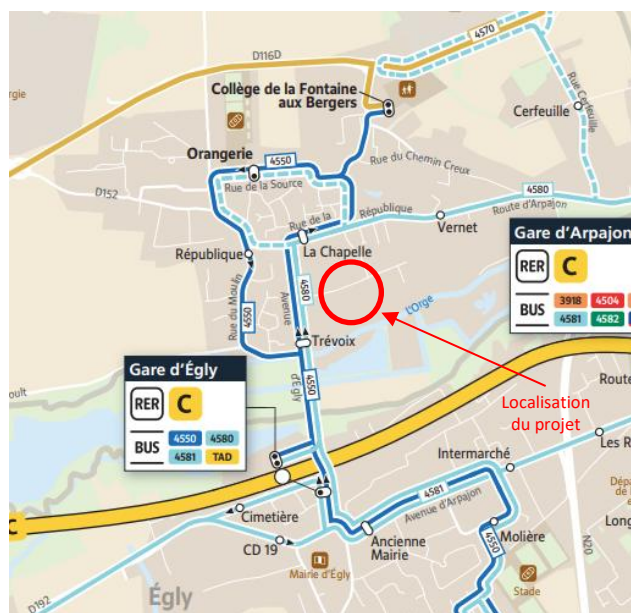 D116D
4570
Collège de la Fontaine
aux Bergers
Cerfeuille
Rue Cerfeuille
Orangerie
4550
Rue du Chemin Creux
Rue de la Source
D152
4580
Route d'Arpajon
Rue de la
République
Vernet
La Chapelle
République
Gare d'Arpajon
RER C
BUS 3918 4504
4581 4582
4580
Avenue
d'Égly
L'Orge
Rue du Moulin
4550
Trévoix
4550
Gare d'Égly
RER C
BUS 4550 4580
4581 TAD
Localisation
du projet
Route
Intermarché
Les R
4581
Avenue d'Arpajon
Cimetière
C
CD 19
Ancienne
Mairie
Molière
4550
N20
Long
Mairie d'Égly
Stade
D192
Égly